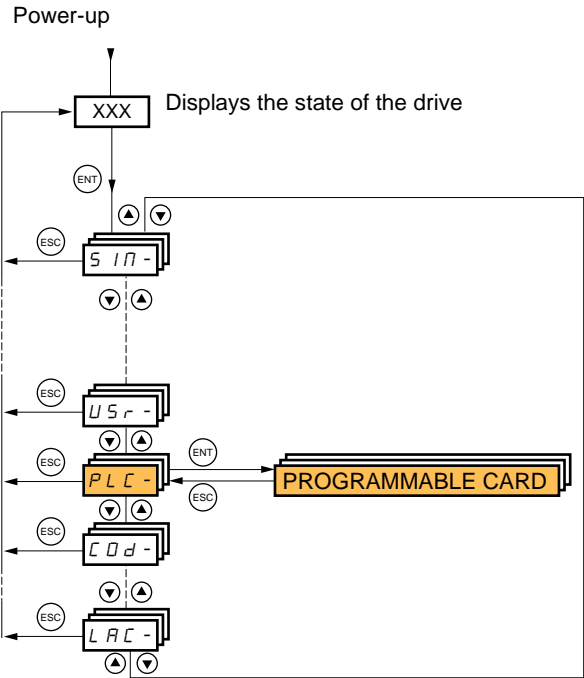 Power-up
XXX
Displays the state of the drive
ENT
ESC
SIM-
ESC
USr-
ESC
ENT
PLC-
PROGRAMMABLE CARD
ESC
ESC
COd-
ESC
LAC-